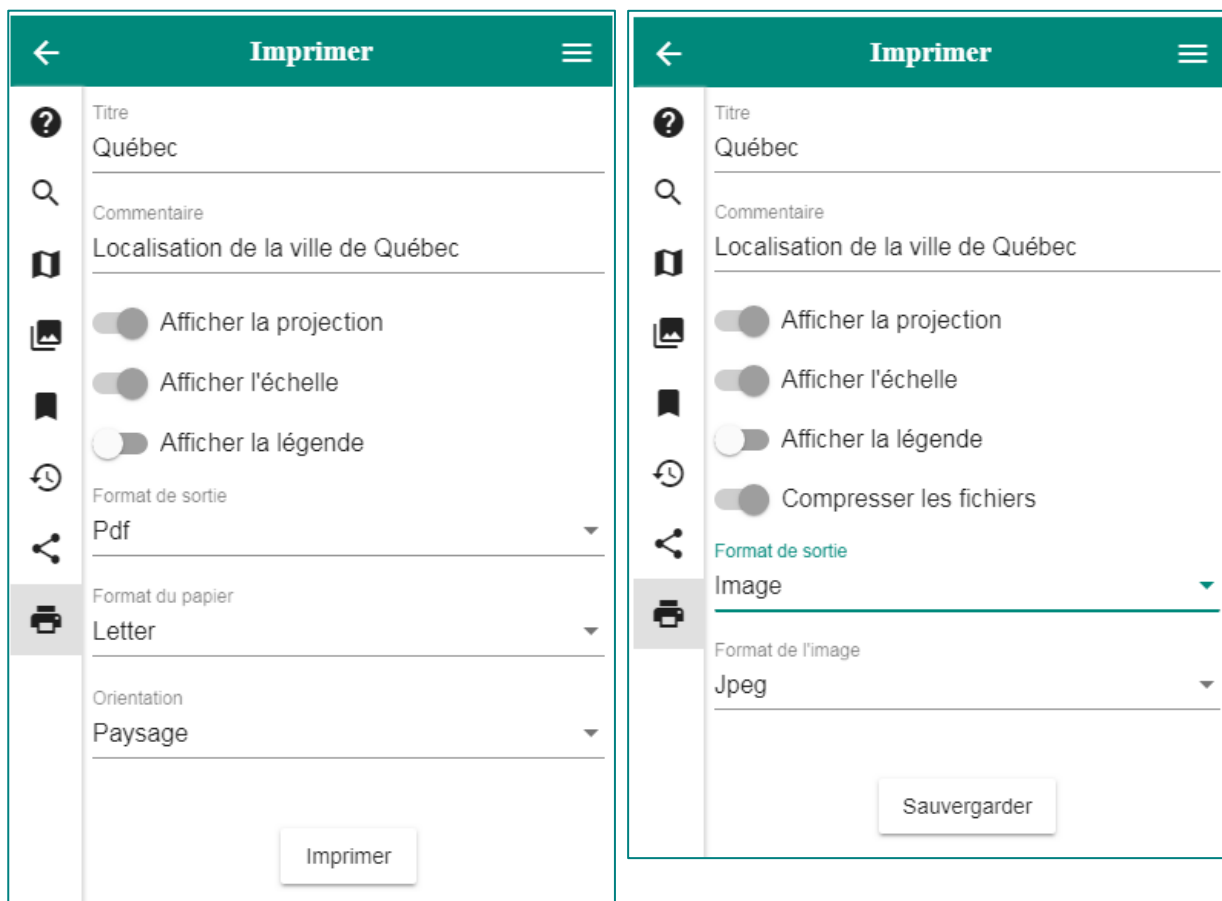 Imprimer
Titre
Québec
Commentaire
Localisation de la ville de Québec
Afficher la projection
Afficher l'échelle
Afficher la légende
Format de sortie
Pdf
Format du papier
Letter
Orientation
Paysage
Imprimer
Imprimer
Titre
Québec
Commentaire
Localisation de la ville de Québec
Afficher la projection
Afficher l'échelle
Afficher la légende
Compresser les fichiers
Format de sortie
Image
Format de l'image
Jpeg
Sauvergarder